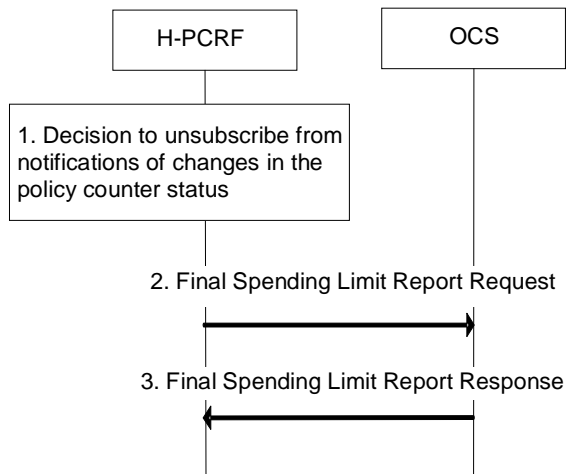 H-PCRF
OCS
1. Decision to unsubscribe from
notifications of changes in the
policy counter status
2. Final Spending Limit Report Request
3. Final Spending Limit Report Response